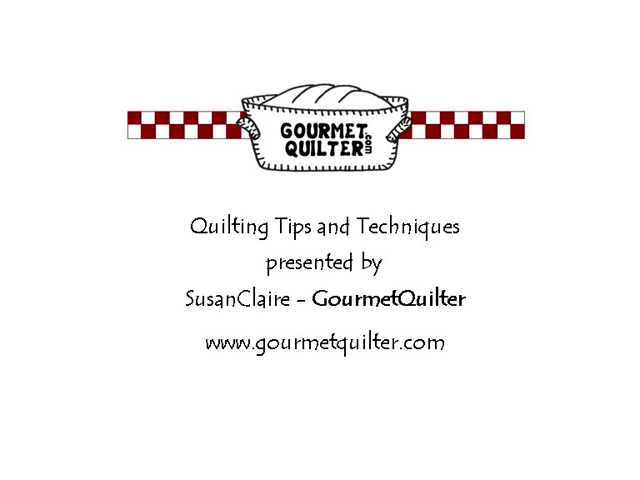 GOURMET
QUILTER.com
Quilting Tips and Techniques
presented by
SusanClaire - GourmetQuilter
www.gourmetquilter.com